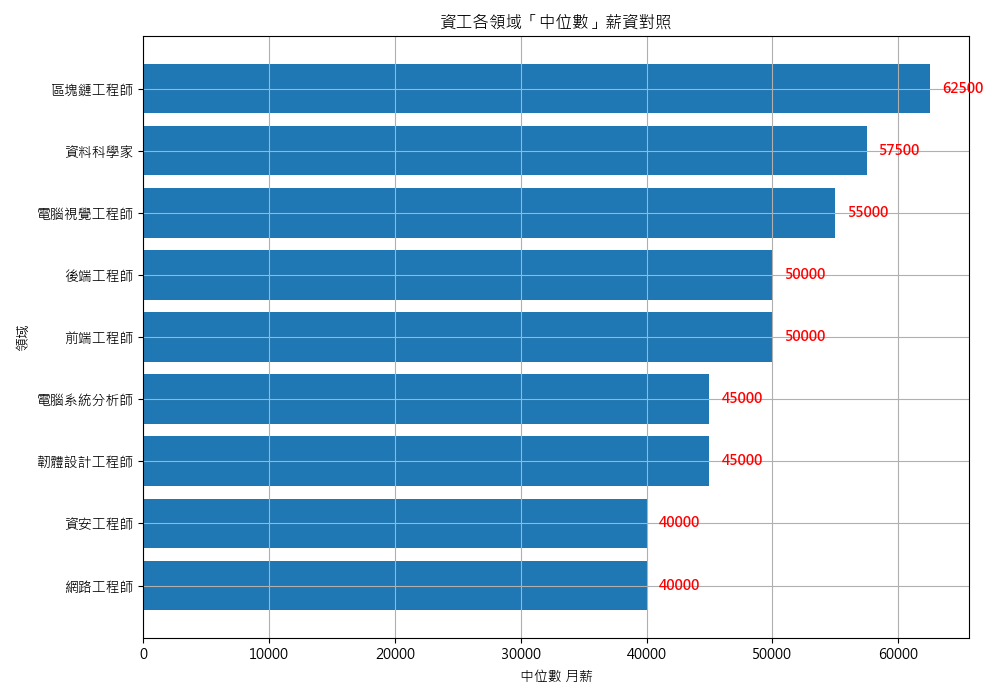 資工各領域「中位數」薪資對照
領域
區塊鏈工程師 62500
資料科學家 57500
電腦視覺工程師 55000
後端工程師 50000
前端工程師 50000
電腦系統分析師 45000
韌體設計工程師 45000
資安工程師 40000
網路工程師 40000
0 10000 20000 30000 40000 50000 60000
中位數 月薪